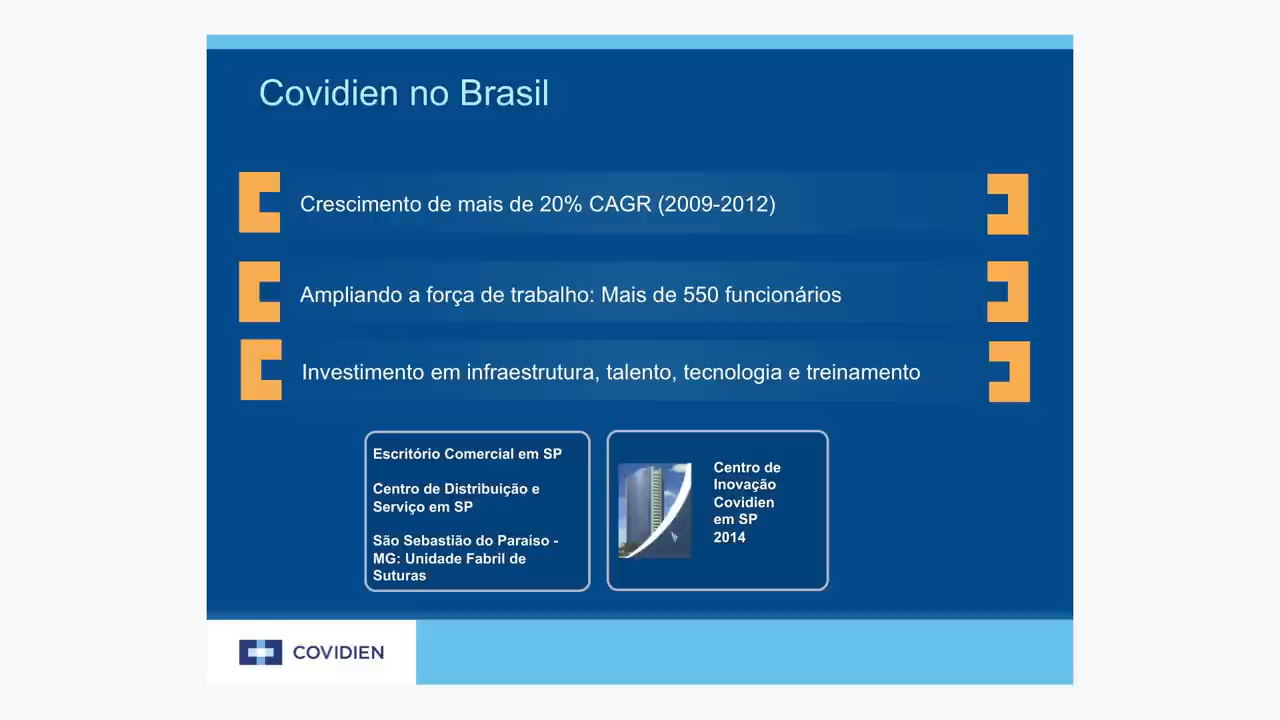 Covidien no Brasil
Crescimento de mais de 20% CAGR (2009-2012)
Ampliando a força de trabalho: Mais de 550 funcionários
Investimento em infraestrutura, talento, tecnologia e treinamento
Escritório Comercial em SP
Centro de Distribuição e
Serviço em SP
São Sebastião do Paraíso -
MG: Unidade Fabril de
Suturas
Centro de
Inovação
Covidien
em SP
2014
COVIDIEN